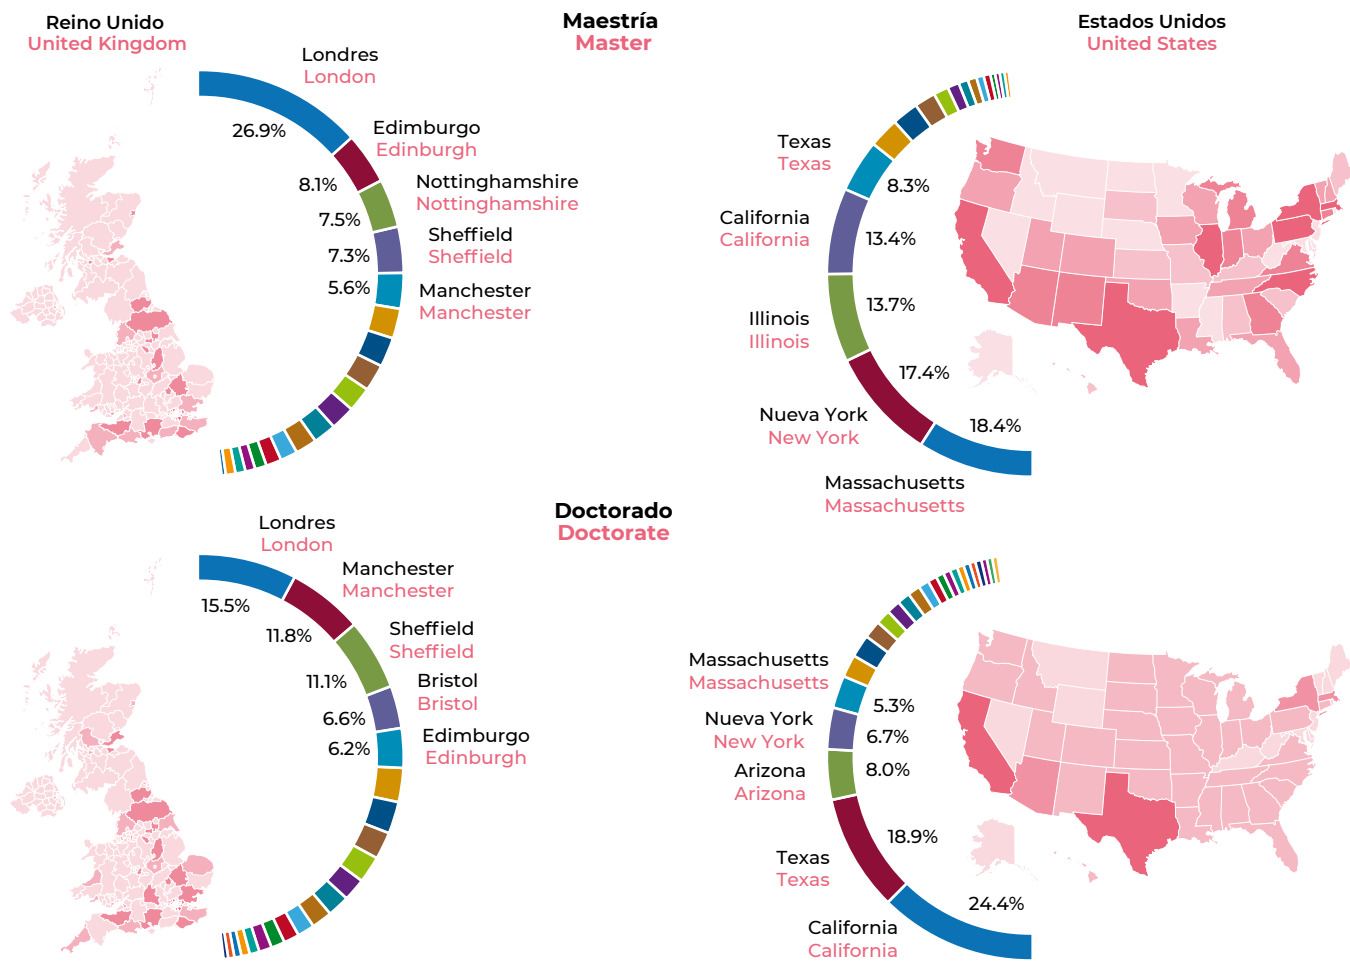 Reino Unido
United Kingdom
Maestría
Master
Estados Unidos
United States
Londres
London
26.9%
Edimburgo
Edinburgh
8.1%
Nottinghamshire
Nottinghamshire
7.5%
Sheffield
Sheffield
7.3%
Manchester
Manchester
5.6%
Texas
Texas
8.3%
California
California
13.4%
Illinois
Illinois
13.7%
Nueva York
New York
17.4%
Massachusetts
Massachusetts
18.4%
Doctorado
Doctorate
Londres
London
15.5%
Manchester
Manchester
11.8%
Sheffield
Sheffield
11.1%
Bristol
Bristol
6.6%
Edimburgo
Edinburgh
6.2%
Massachusetts
Massachusetts
5.3%
Nueva York
New York
6.7%
Arizona
Arizona
8.0%
Texas
Texas
18.9%
California
California
24.4%